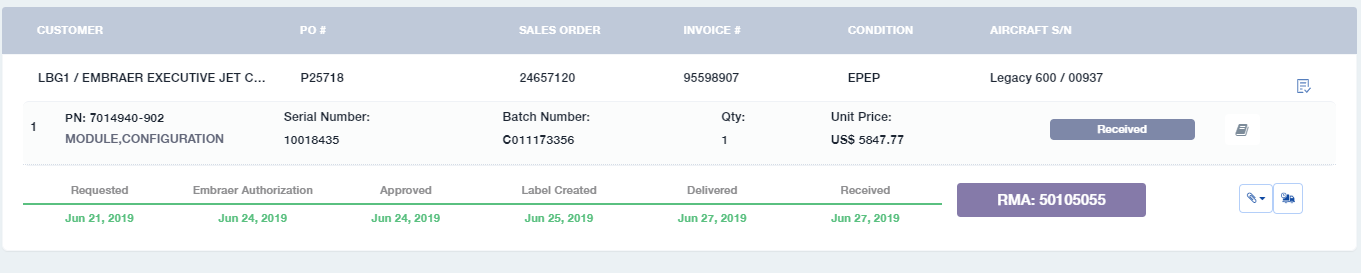 CUSTOMER PO # SALES ORDER INVOICE # CONDITION AIRCRAFT S/N
LBG1 / EMBRAER EXECUTIVE JET C... P25718 24657120 95598907 EPEP Legacy 600 / 00937
1 PN: 7014940-902 Serial Number: Batch Number: Qty: Unit Price: Received
MODULE,CONFIGURATION 10018435 C011173356 1 US$ 5847.77
Requested Embraer Authorization Approved Label Created Delivered Received RMA: 50105055
Jun 21, 2019 Jun 24, 2019 Jun 24, 2019 Jun 25, 2019 Jun 27, 2019 Jun 27, 2019